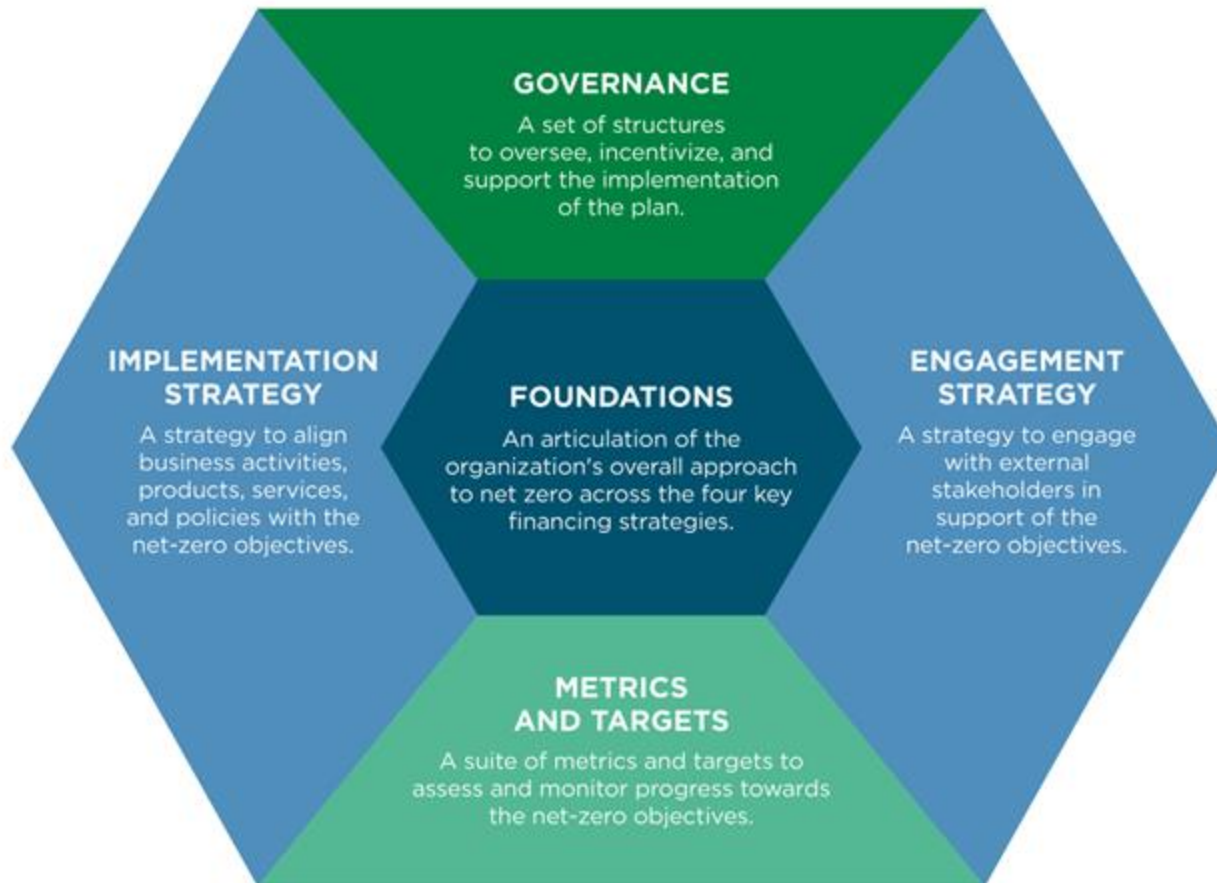 GOVERNANCE
A set of structures
to oversee, incentivize, and
support the implementation
of the plan.
IMPLEMENTATION
STRATEGY
A strategy to align
business activities,
products, services,
and policies with the
net-zero objectives.
FOUNDATIONS
An articulation of the
organization's overall approach
to net zero across the four key
financing strategies.
ENGAGEMENT
STRATEGY
A strategy to engage
with external
stakeholders in
support of the
net-zero objectives.
METRICS
AND TARGETS
A suite of metrics and targets to
assess and monitor progress towards
the net-zero objectives.